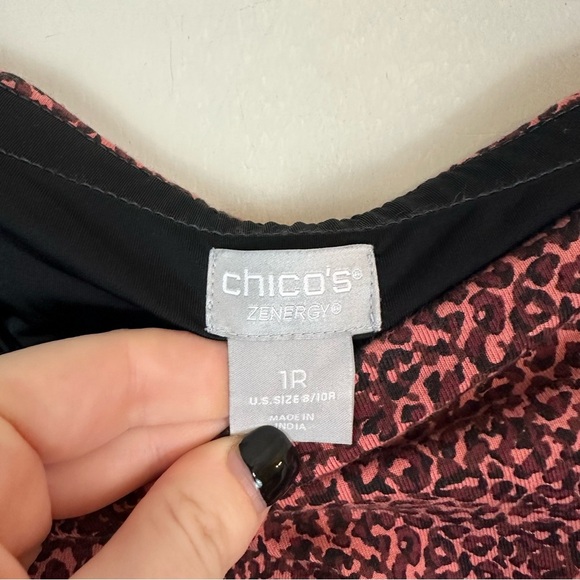 chico's®
ZENERGY®
1R
U.S. SIZE 8/10R
MADE IN
INDIA